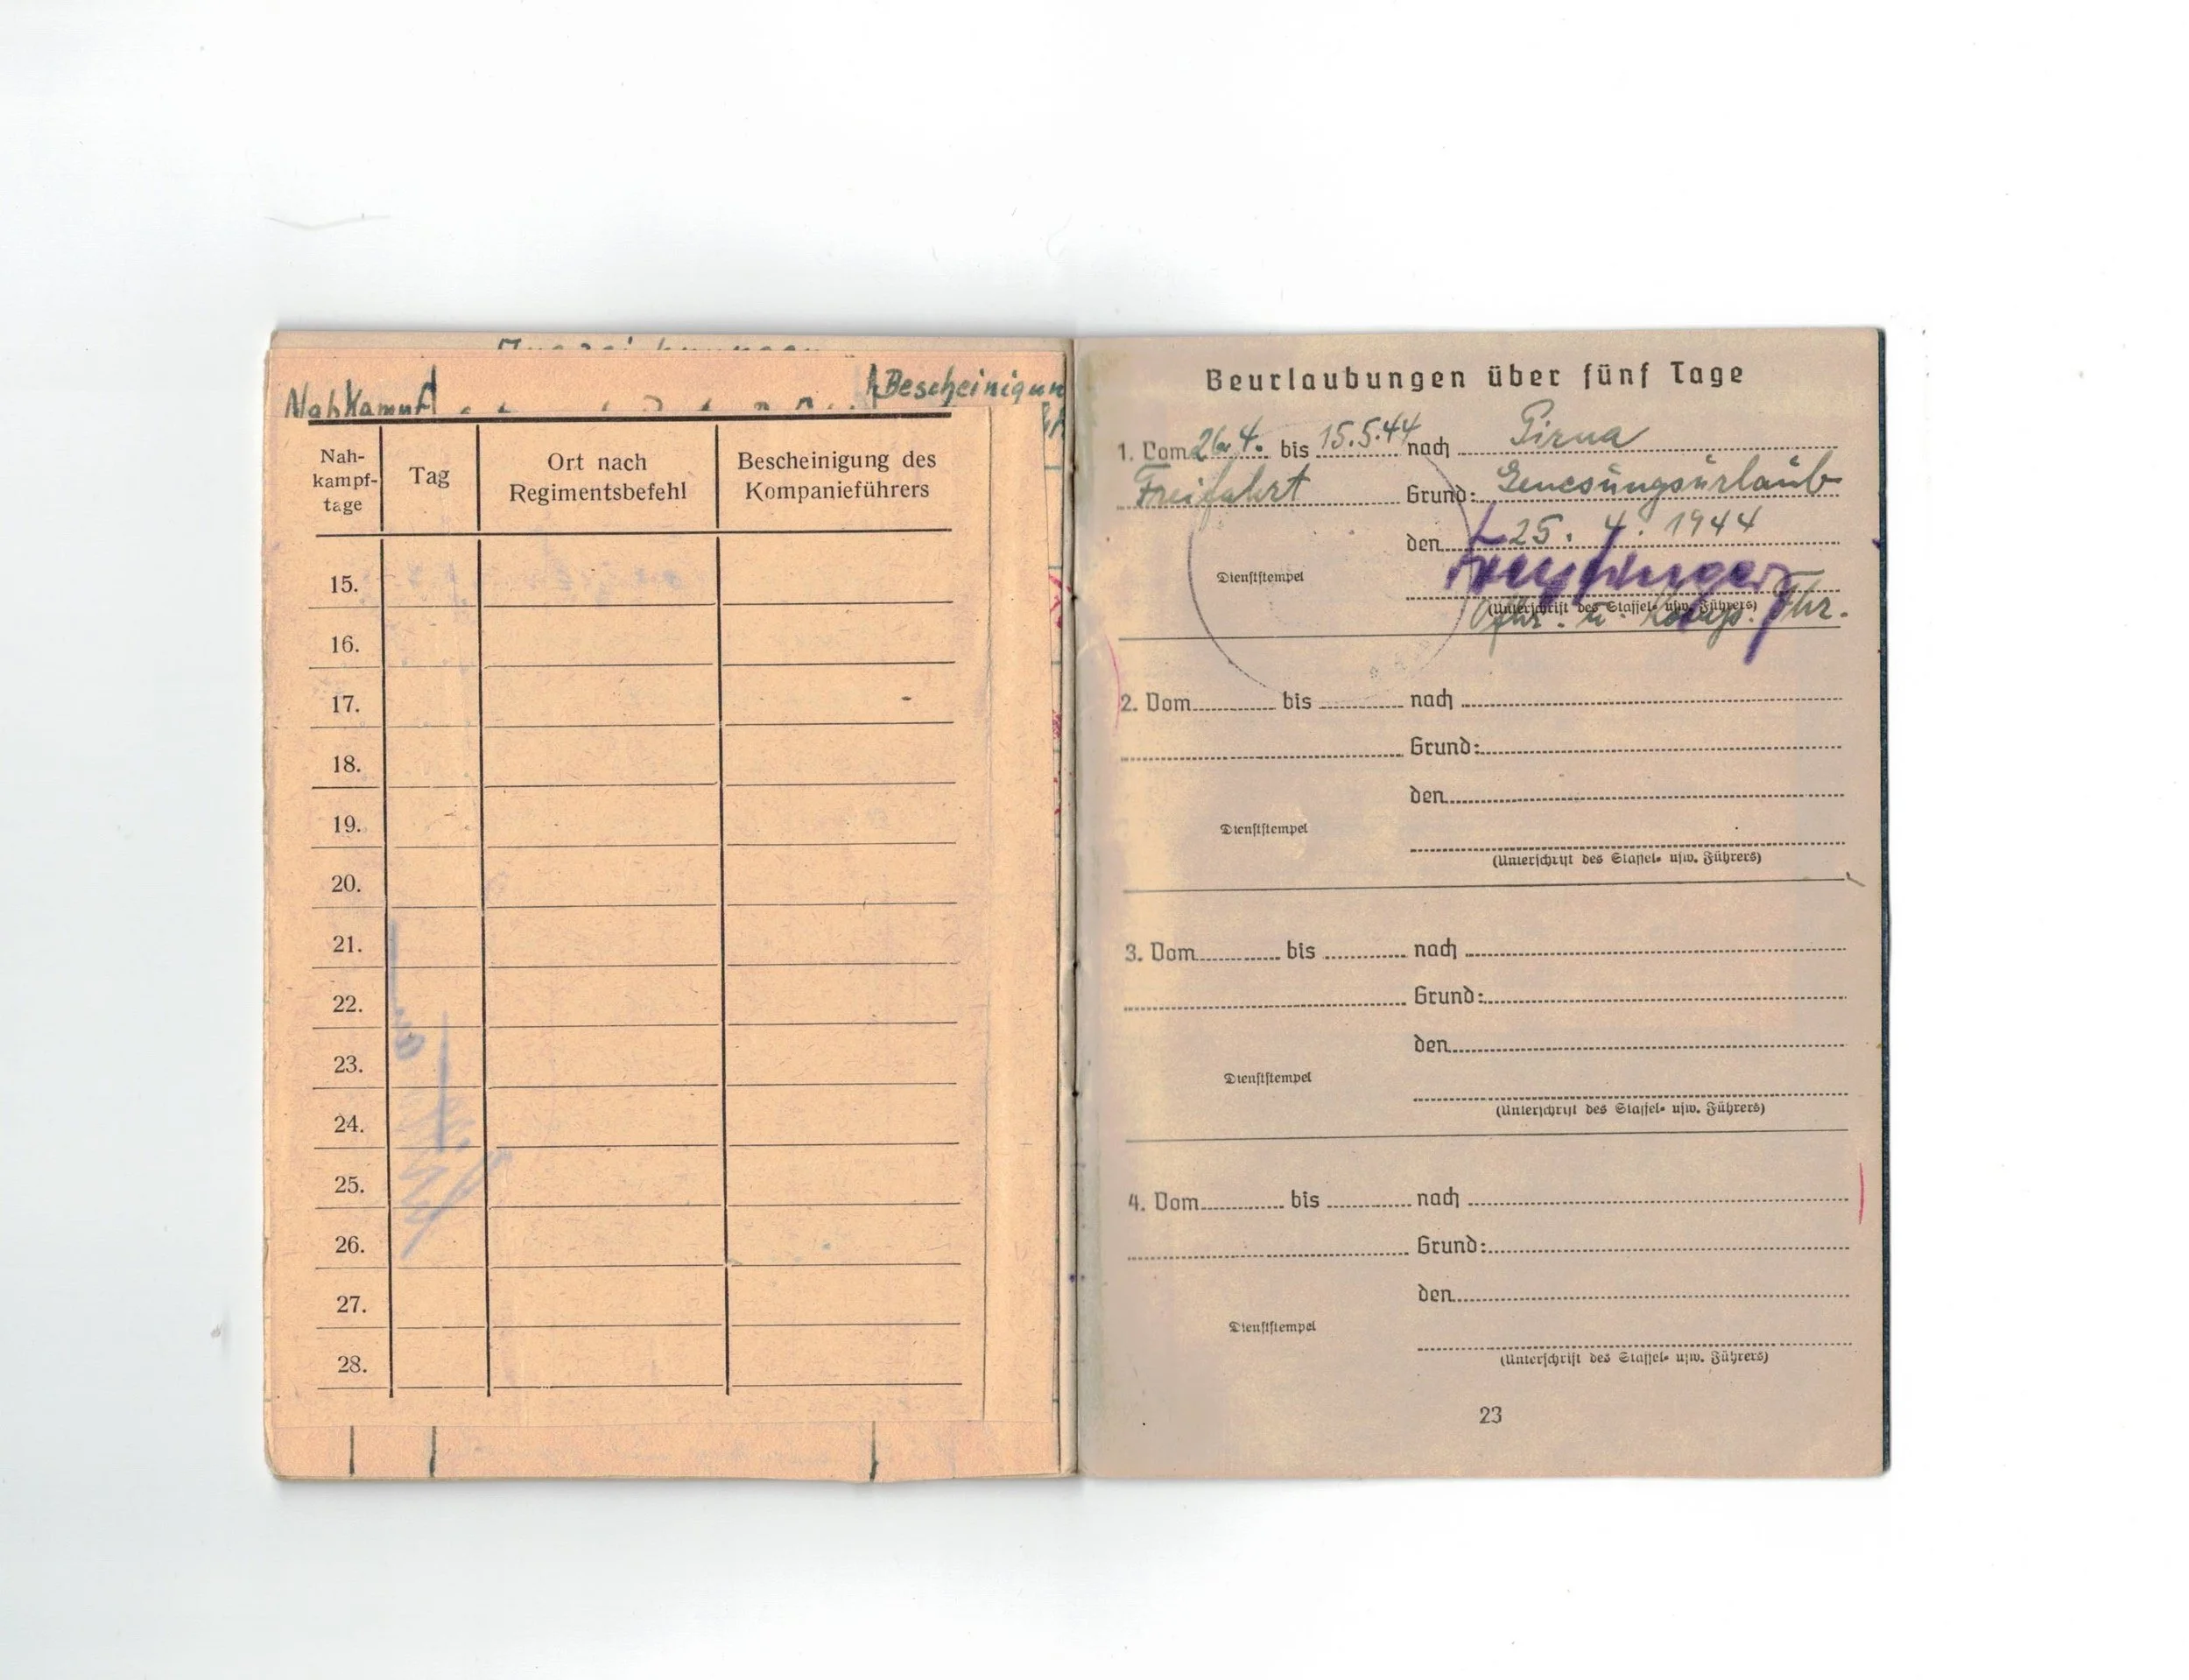 Auszeichnungen
Nahkampf
Bescheinigun
Nah-
kampf-
tage
Tag
Ort nach
Regimentsbefehl
Bescheinigung des
Kompanieführers
15.
16.
17.
18.
19.
20.
21.
22.
23.
24.
25.
26.
27.
28.
Beurlaubungen über fünf Tage
1. Vom 26.4. bis 15.5.44 nach Pirna
Freifahrt Grund: Genesungsurlaub
den 25. 4. 1944
Dienststempel
(Unterschrift des Staffel- usw. Führers)
u. Komp. Fhr.
2. Vom bis nach
Grund:
den
Dienststempel
(Unterschrift des Staffel- usw. Führers)
3. Vom bis nach
Grund:
den
Dienststempel
(Unterschrift des Staffel- usw. Führers)
4. Vom bis nach
Grund:
den
Dienststempel
(Unterschrift des Staffel- usw. Führers)
23